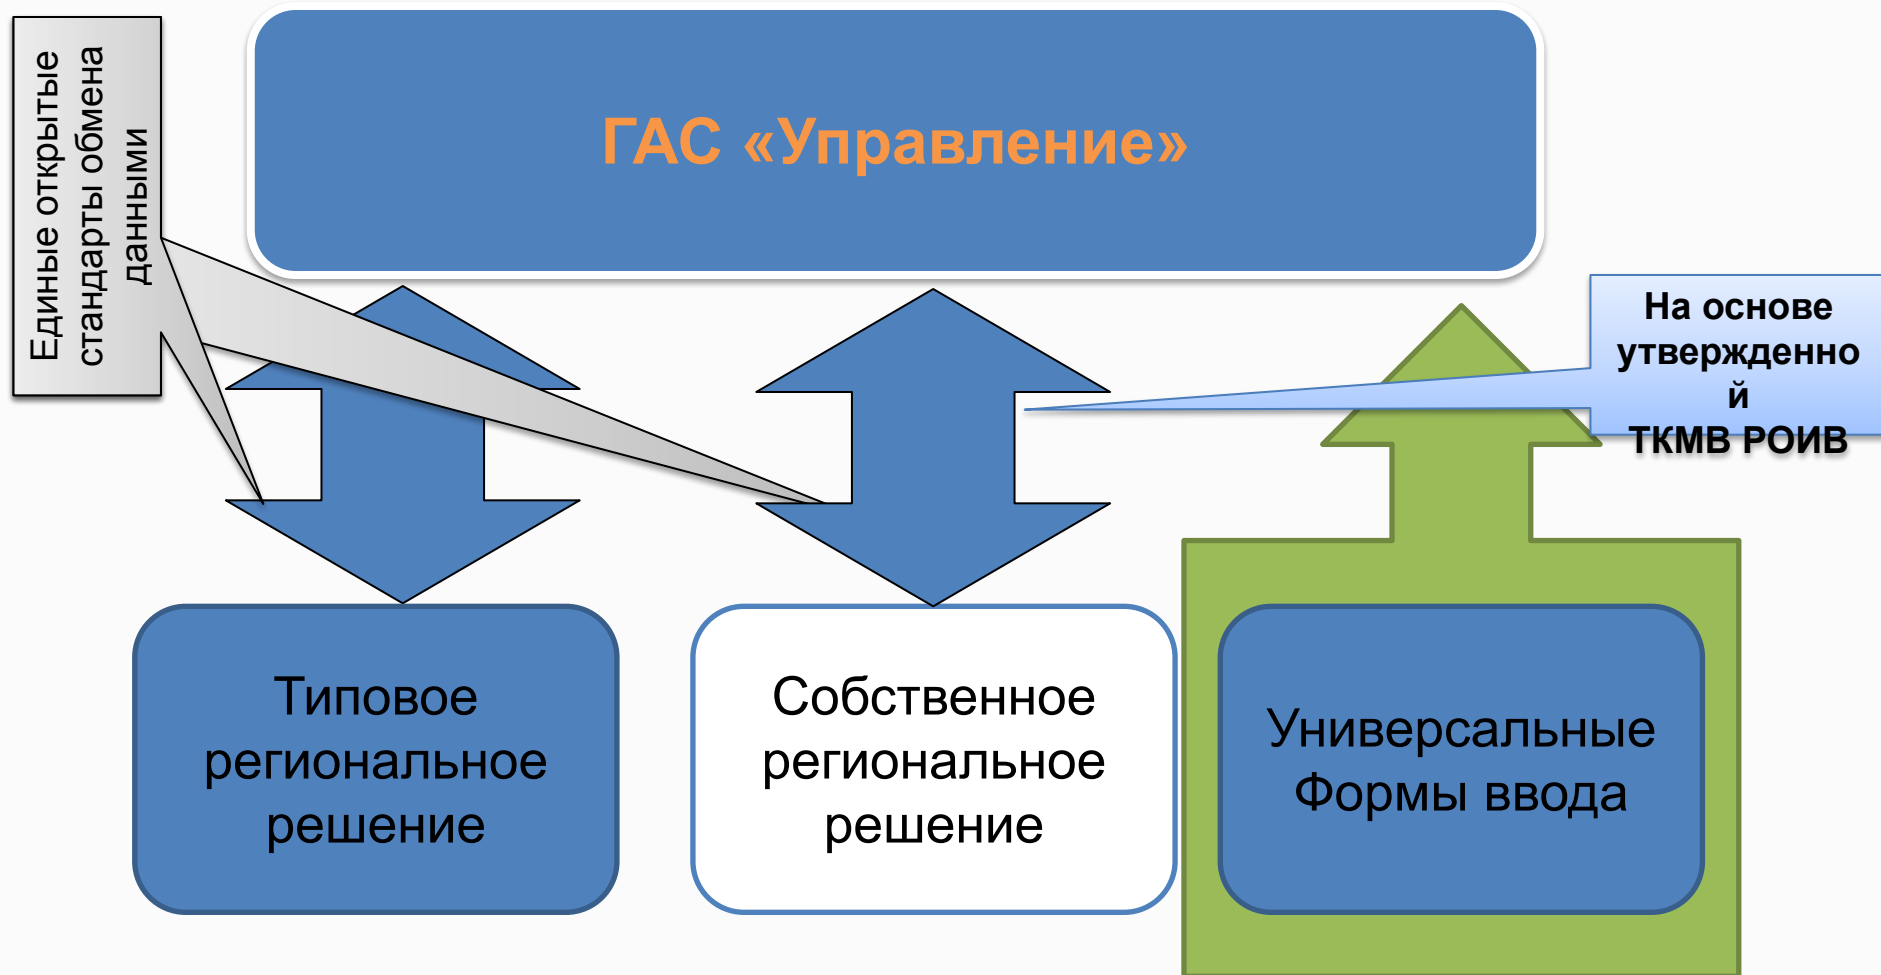 Единые открытые
стандарты обмена
данными
ГАС «Управление»
На основе
утвержденно
й
ТКМВ РОИВ
Типовое
региональное
решение
Собственное
региональное
решение
Универсальные
Формы ввода